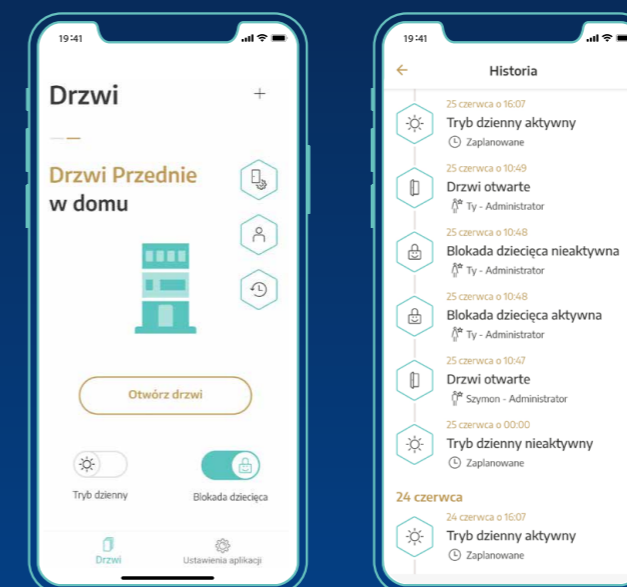 19:41
Drzwi
Drzwi Przednie
w domu
Otwórz drzwi
Tryb dzienny
Blokada dziecięca
Drzwi
Ustawienia aplikacji
19:41
Historia
25 czerwca o 16:07
Tryb dzienny aktywny
Zaplanowane
25 czerwca o 10:49
Drzwi otwarte
Ty - Administrator
25 czerwca o 10:48
Blokada dziecięca nieaktywna
Ty - Administrator
25 czerwca o 10:48
Blokada dziecięca aktywna
Ty - Administrator
25 czerwca o 10:47
Drzwi otwarte
Szymon - Administrator
25 czerwca o 00:00
Tryb dzienny nieaktywny
Zaplanowane
24 czerwca
24 czerwca o 16:07
Tryb dzienny aktywny
Zaplanowane